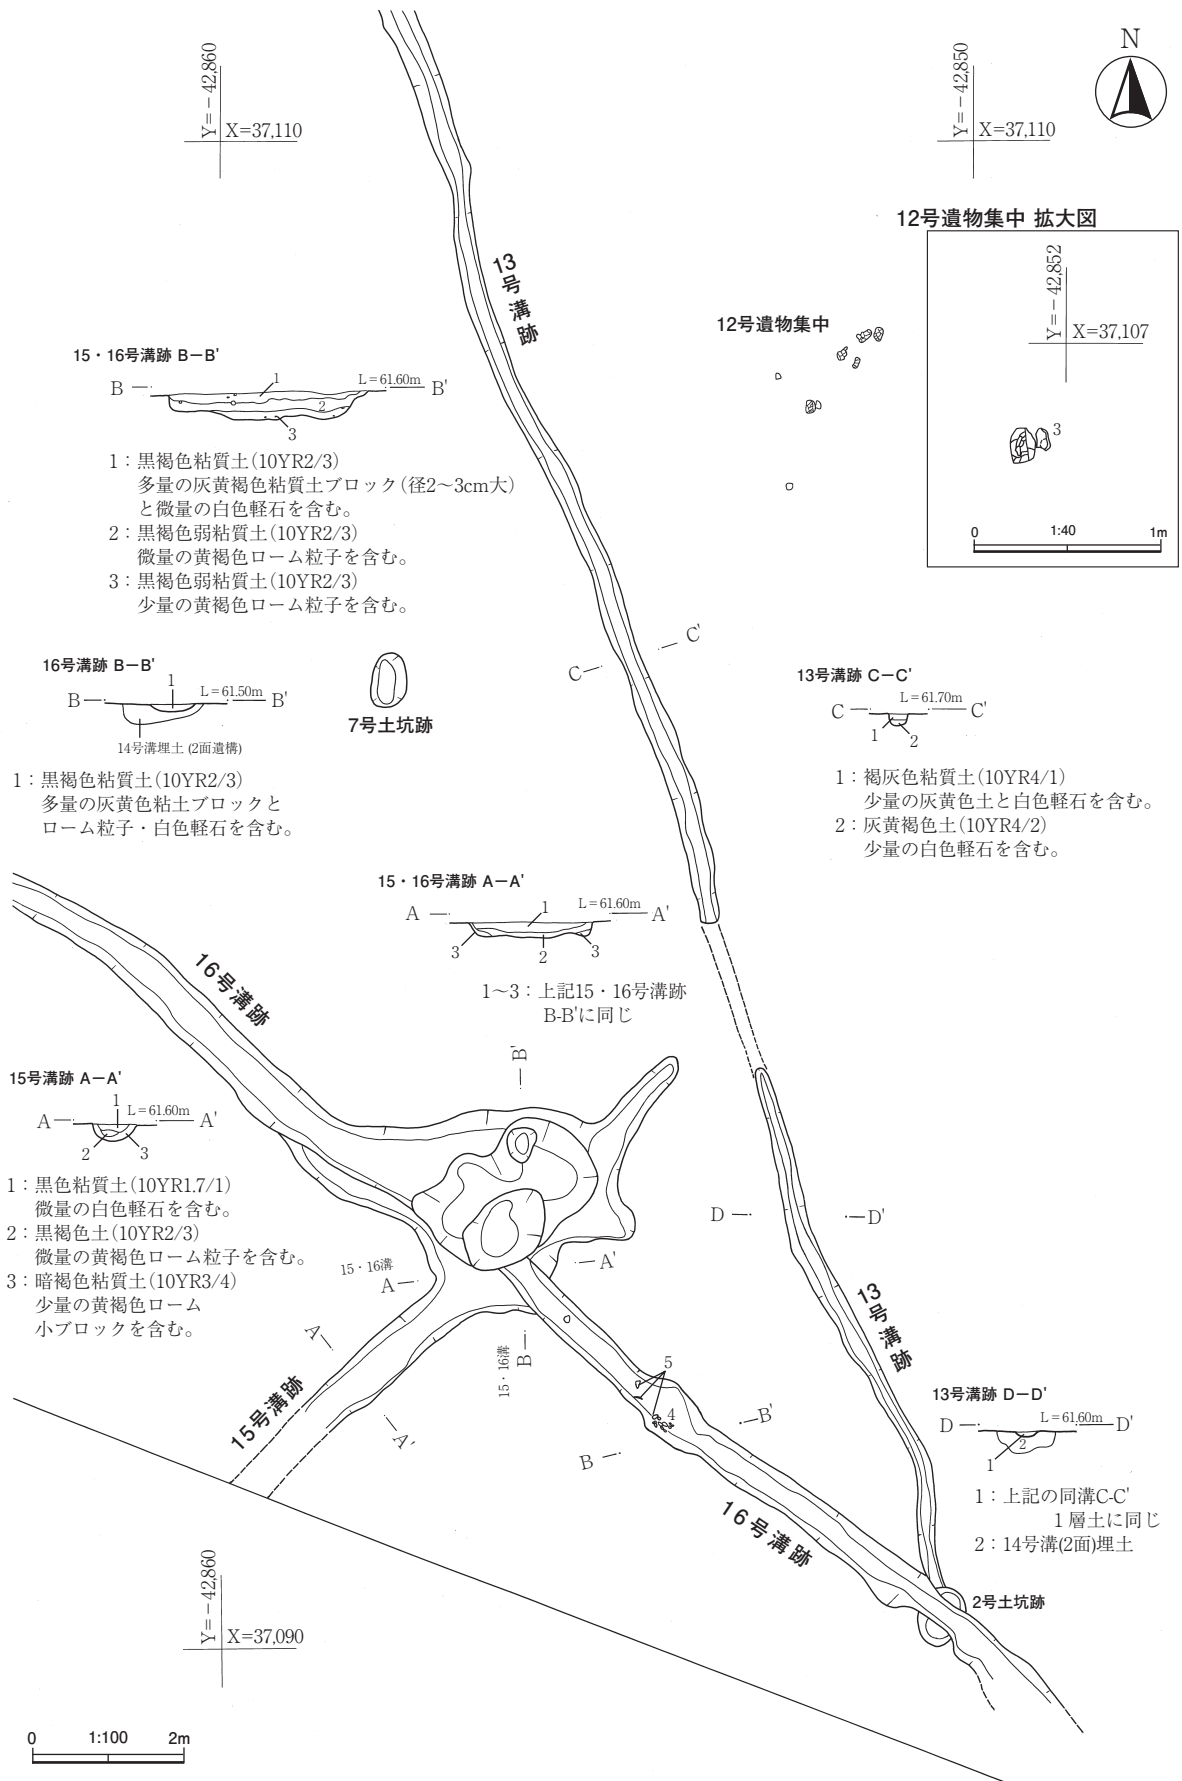 Y=－42,860
X=37,110
Y=－42,850
X=37,110
N
12号遺物集中 拡大図
Y=－42,852
X=37,107
3
0 1:40 1m
13号溝跡
12号遺物集中
15・16号溝跡 B－B'
B
1
L＝61.60m
B'
2
3
1：黒褐色粘質土(10YR2/3)
多量の灰黄褐色粘質土ブロック(径2～3cm大)
と微量の白色軽石を含む。
2：黒褐色弱粘質土(10YR2/3)
微量の黄褐色ローム粒子を含む。
3：黒褐色弱粘質土(10YR2/3)
少量の黄褐色ローム粒子を含む。
C
C'
16号溝跡 B－B'
B
1
L＝61.50m
B'
14号溝埋土 (2面遺構)
1：黒褐色粘質土(10YR2/3)
多量の灰黄色粘土ブロックと
ローム粒子・白色軽石を含む。
7号土坑跡
13号溝跡 C－C'
C
L＝61.70m
C'
1
2
1：褐灰色粘質土(10YR4/1)
少量の灰黄色土と白色軽石を含む。
2：灰黄褐色土(10YR4/2)
少量の白色軽石を含む。
15・16号溝跡 A－A'
A
1
L＝61.60m
A'
3
2
3
1～3：上記15・16号溝跡
B-B'に同じ
16号溝跡
B'
15号溝跡 A－A'
A
1
L＝61.60m
A'
2
3
1：黒色粘質土(10YR1.7/1)
微量の白色軽石を含む。
2：黒褐色土(10YR2/3)
微量の黄褐色ローム粒子を含む。
3：暗褐色粘質土(10YR3/4)
少量の黄褐色ローム
小ブロックを含む。
15・16溝
A
A'
D
D'
A
A'
15・16溝
B
15号溝跡
5
4
B
B'
13号溝跡
16号溝跡
13号溝跡 D－D'
D
L＝61.60m
D'
2
1
1：上記の同溝C-C'
1層土に同じ
2：14号溝(2面)埋土
2号土坑跡
Y=－42,860
X=37,090
0 1:100 2m